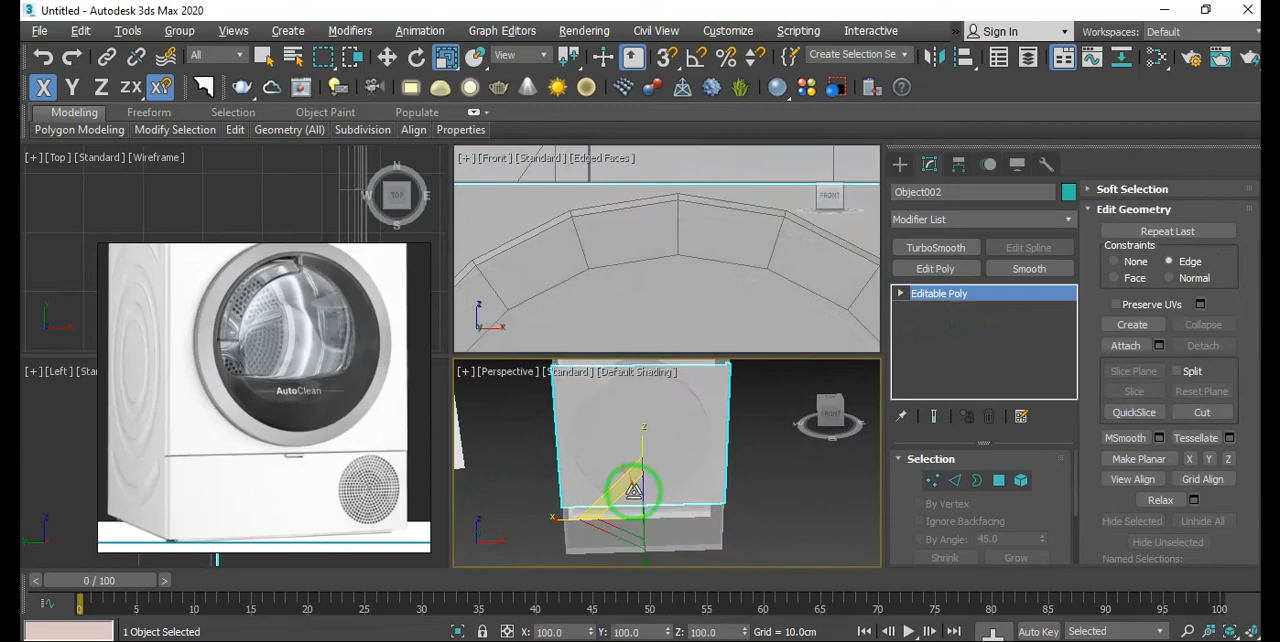 Untitled - Autodesk 3ds Max 2020
File Edit Tools Group Views Create Modifiers Animation Graph Editors Rendering Civil View Customize Scripting Interactive » Sign In Workspaces: Default
All View Create Selection Se
X Y Z ZX X?
Modeling Freeform Selection Object Paint Populate
Polygon Modeling Modify Selection Edit Geometry (All) Subdivision Align Properties
[+] [Top] [Standard] [Wireframe]
[+] [Front] [Standard] [Edged Faces]
N
W TOP E
S
FRONT
AutoClean
[+] [Left] [Sta
[+] [Perspective] [Standard] [Default Shading]
FRONT
Object002
Modifier List
TurboSmooth Edit Spline
Edit Poly Smooth
Editable Poly
Selection
By Vertex
Ignore Backfacing
By Angle: 45.0
Shrink Grow
Soft Selection
Edit Geometry
Repeat Last
Constraints
None Edge
Face Normal
Preserve UVs
Create Collapse
Attach Detach
Slice Plane Split
Slice Reset Plane
QuickSlice Cut
MSmooth Tessellate
Make Planar X Y Z
View Align Grid Align
Relax
Hide Selected Unhide All
Hide Unselected
Named Selections:
0 / 100
0 5 10 15 20 25 30 35 40 45 50 55 60 65 70 75 80 85 90 95 100
1 Object Selected X: 100.0 Y: 100.0 Z: 100.0 Grid = 10.0cm Auto Key Selected